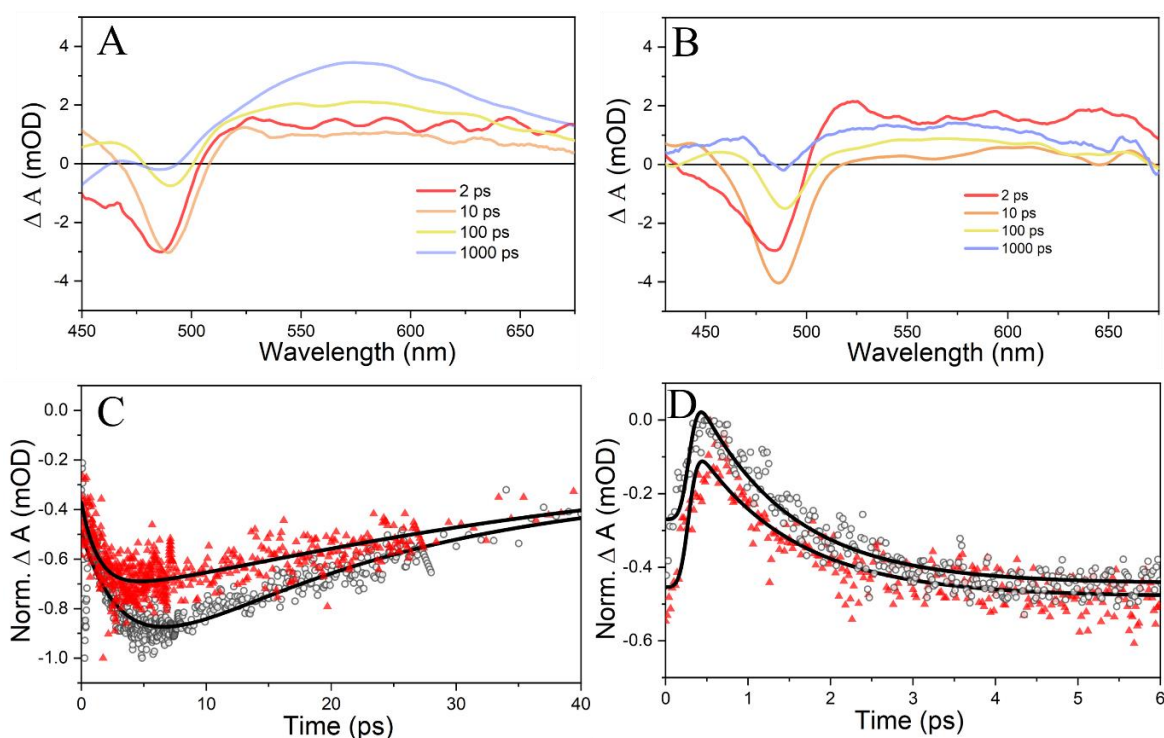 A
4
2
0
-2
-4
Δ A (mOD)
2 ps
10 ps
100 ps
1000 ps
450 500 550 600 650
Wavelength (nm)
B
4
2
0
-2
-4
Δ A (mOD)
2 ps
10 ps
100 ps
1000 ps
450 500 550 600 650
Wavelength (nm)
C
0.0
-0.2
-0.4
-0.6
-0.8
-1.0
Norm. Δ A (mOD)
0 10 20 30 40
Time (ps)
D
0.0
-0.2
-0.4
-0.6
Norm. Δ A (mOD)
0 1 2 3 4 5 6
Time (ps)